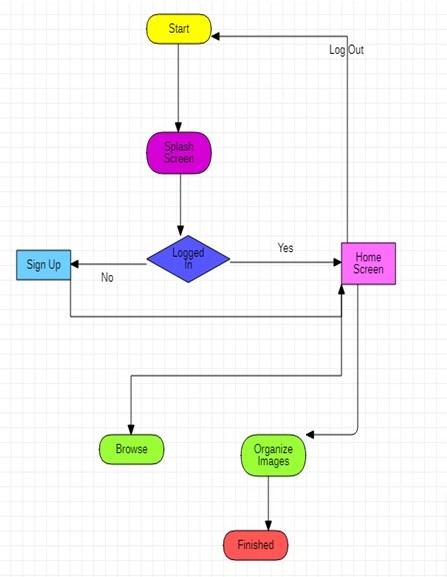 Start
Log Out
Splash
Screen
Logged
In
Yes
Home
Screen
Sign Up
No
Browse
Organize
Images
Finished